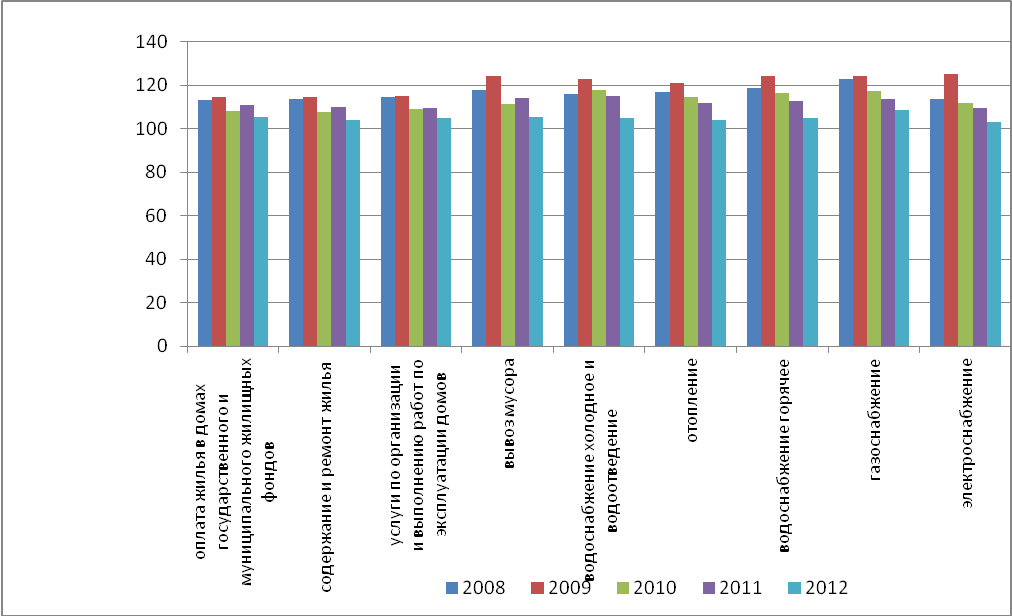 140
120
100
80
60
40
20
0
оплата жилья в домах
государственного и
муниципального жилищных
фондов
содержание и ремонт жилья
услуги по организации
и выполнению работ по
эксплуатации домов
вывоз мусора
водоснабжение холодное и
водоотведение
отопление
водоснабжение горячее
газоснабжение
электроснабжение
2008 2009 2010 2011 2012